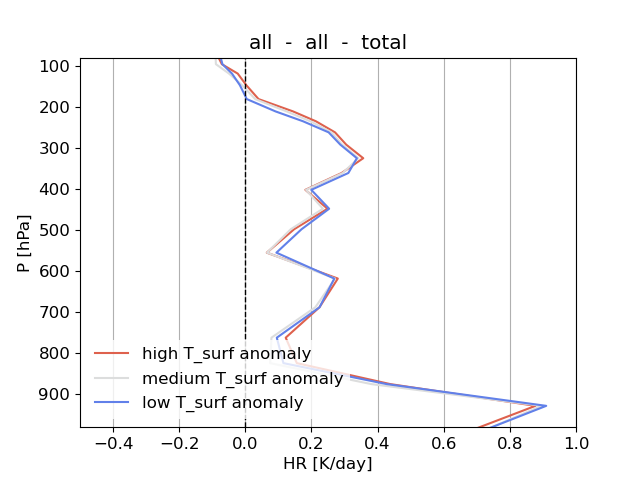 all - all - total
P [hPa]
100
200
300
400
500
600
700
800
900
high T_surf anomaly
medium T_surf anomaly
low T_surf anomaly
−0.4 −0.2 0.0 0.2 0.4 0.6 0.8 1.0
HR [K/day]